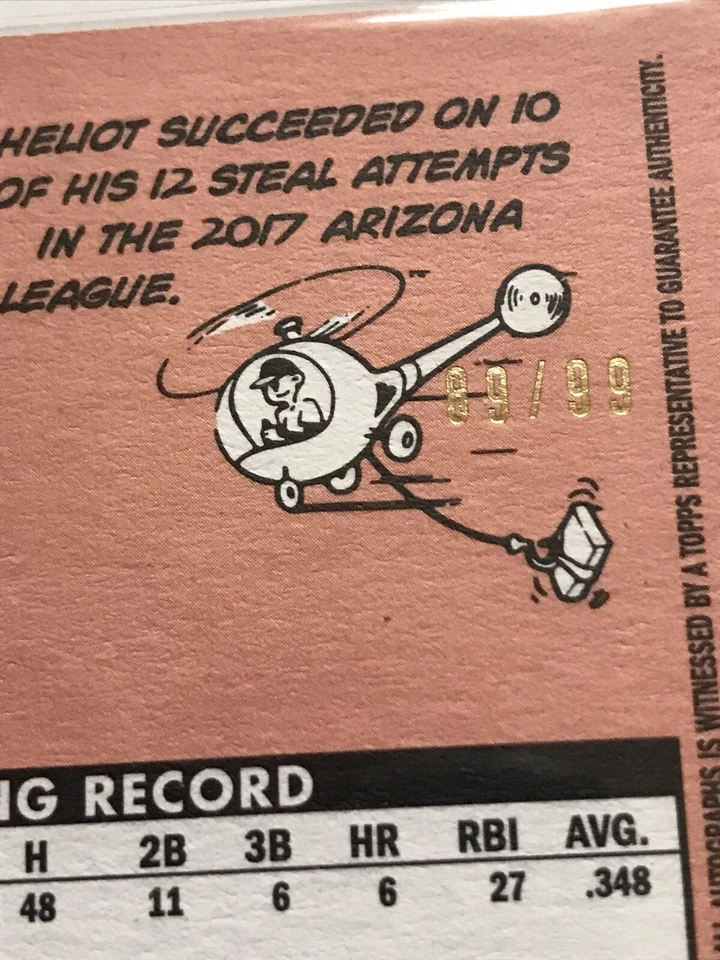 HELIOT SUCCEEDED ON 10
OF HIS 12 STEAL ATTEMPTS
IN THE 2017 ARIZONA
LEAGUE.
89/99
AUTOGRAPHS IS WITNESSED BY A TOPPS REPRESENTATIVE TO GUARANTEE AUTHENTICITY.
RECORD
H 2B 3B HR RBI AVG.
48 11 6 6 27 .348